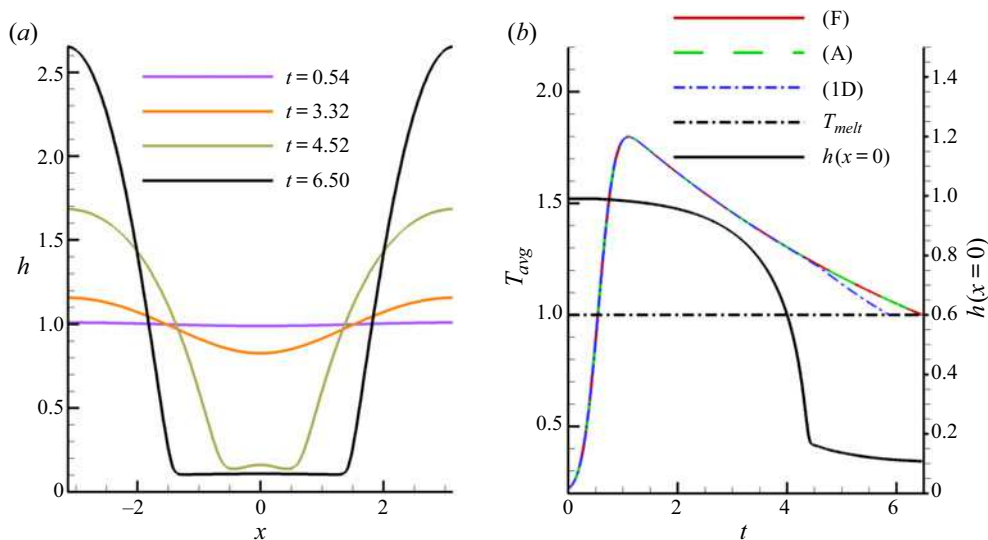 (a)
2.5
2.0
1.5
1.0
0.5
0
h
t = 0.54
t = 3.32
t = 4.52
t = 6.50
−2
0
2
x
(b)
(F)
(A)
(1D)
T_melt
h(x = 0)
2.0
1.5
1.0
0.5
T_avg
0
2
4
6
t
1.4
1.2
1.0
0.8
0.6
0.4
0.2
0
h(x = 0)